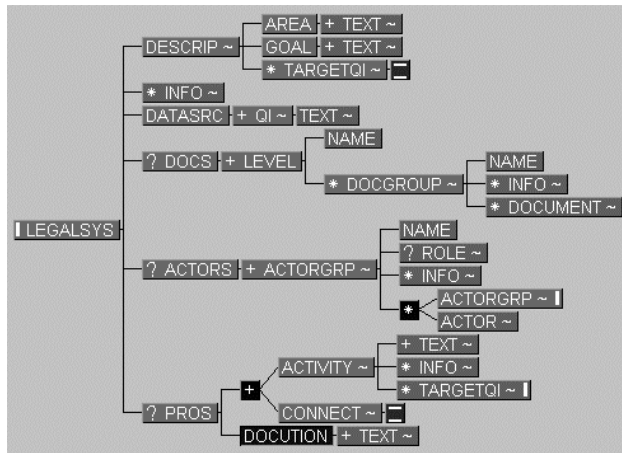 AREA + TEXT ~
DESCRIP ~ GOAL + TEXT ~
* TARGETQI ~
* INFO ~
DATASRC + QI ~ TEXT ~
NAME
? DOCS + LEVEL
NAME
* DOCGROUP ~ * INFO ~
* DOCUMENT ~
LEGALSYS
NAME
? ROLE ~
? ACTORS + ACTORGRP ~ * INFO ~
* ACTORGRP ~
ACTOR ~
+ TEXT ~
+ ACTIVITY ~ * INFO ~
* TARGETQI ~
? PROS CONNECT ~
DOCUTION + TEXT ~